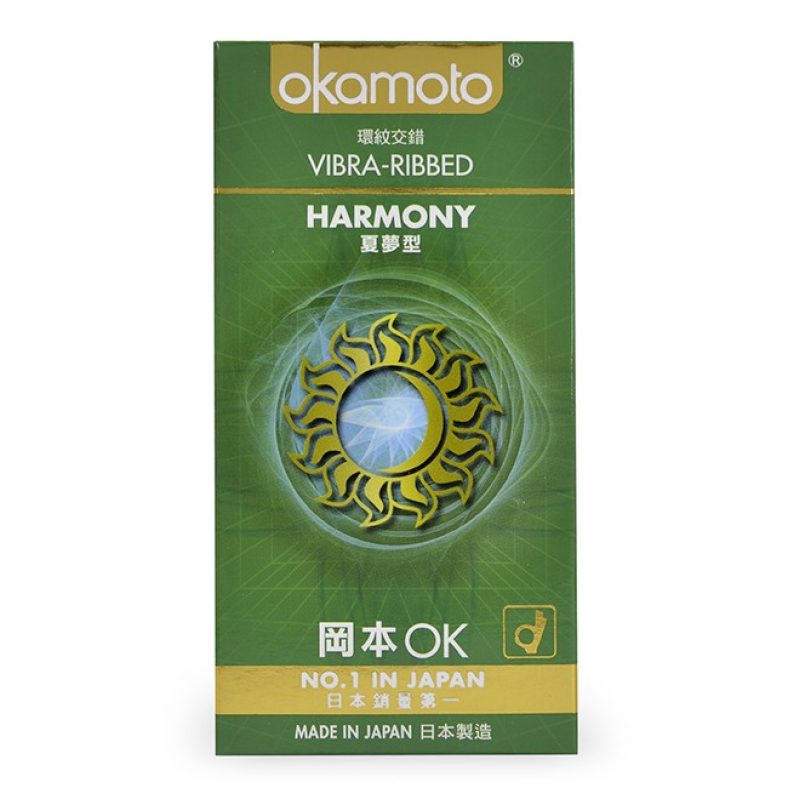 okamoto®
環紋交錯
VIBRA-RIBBED
HARMONY
夏夢型
岡本OK
NO.1 IN JAPAN
日本銷量第一
MADE IN JAPAN 日本製造